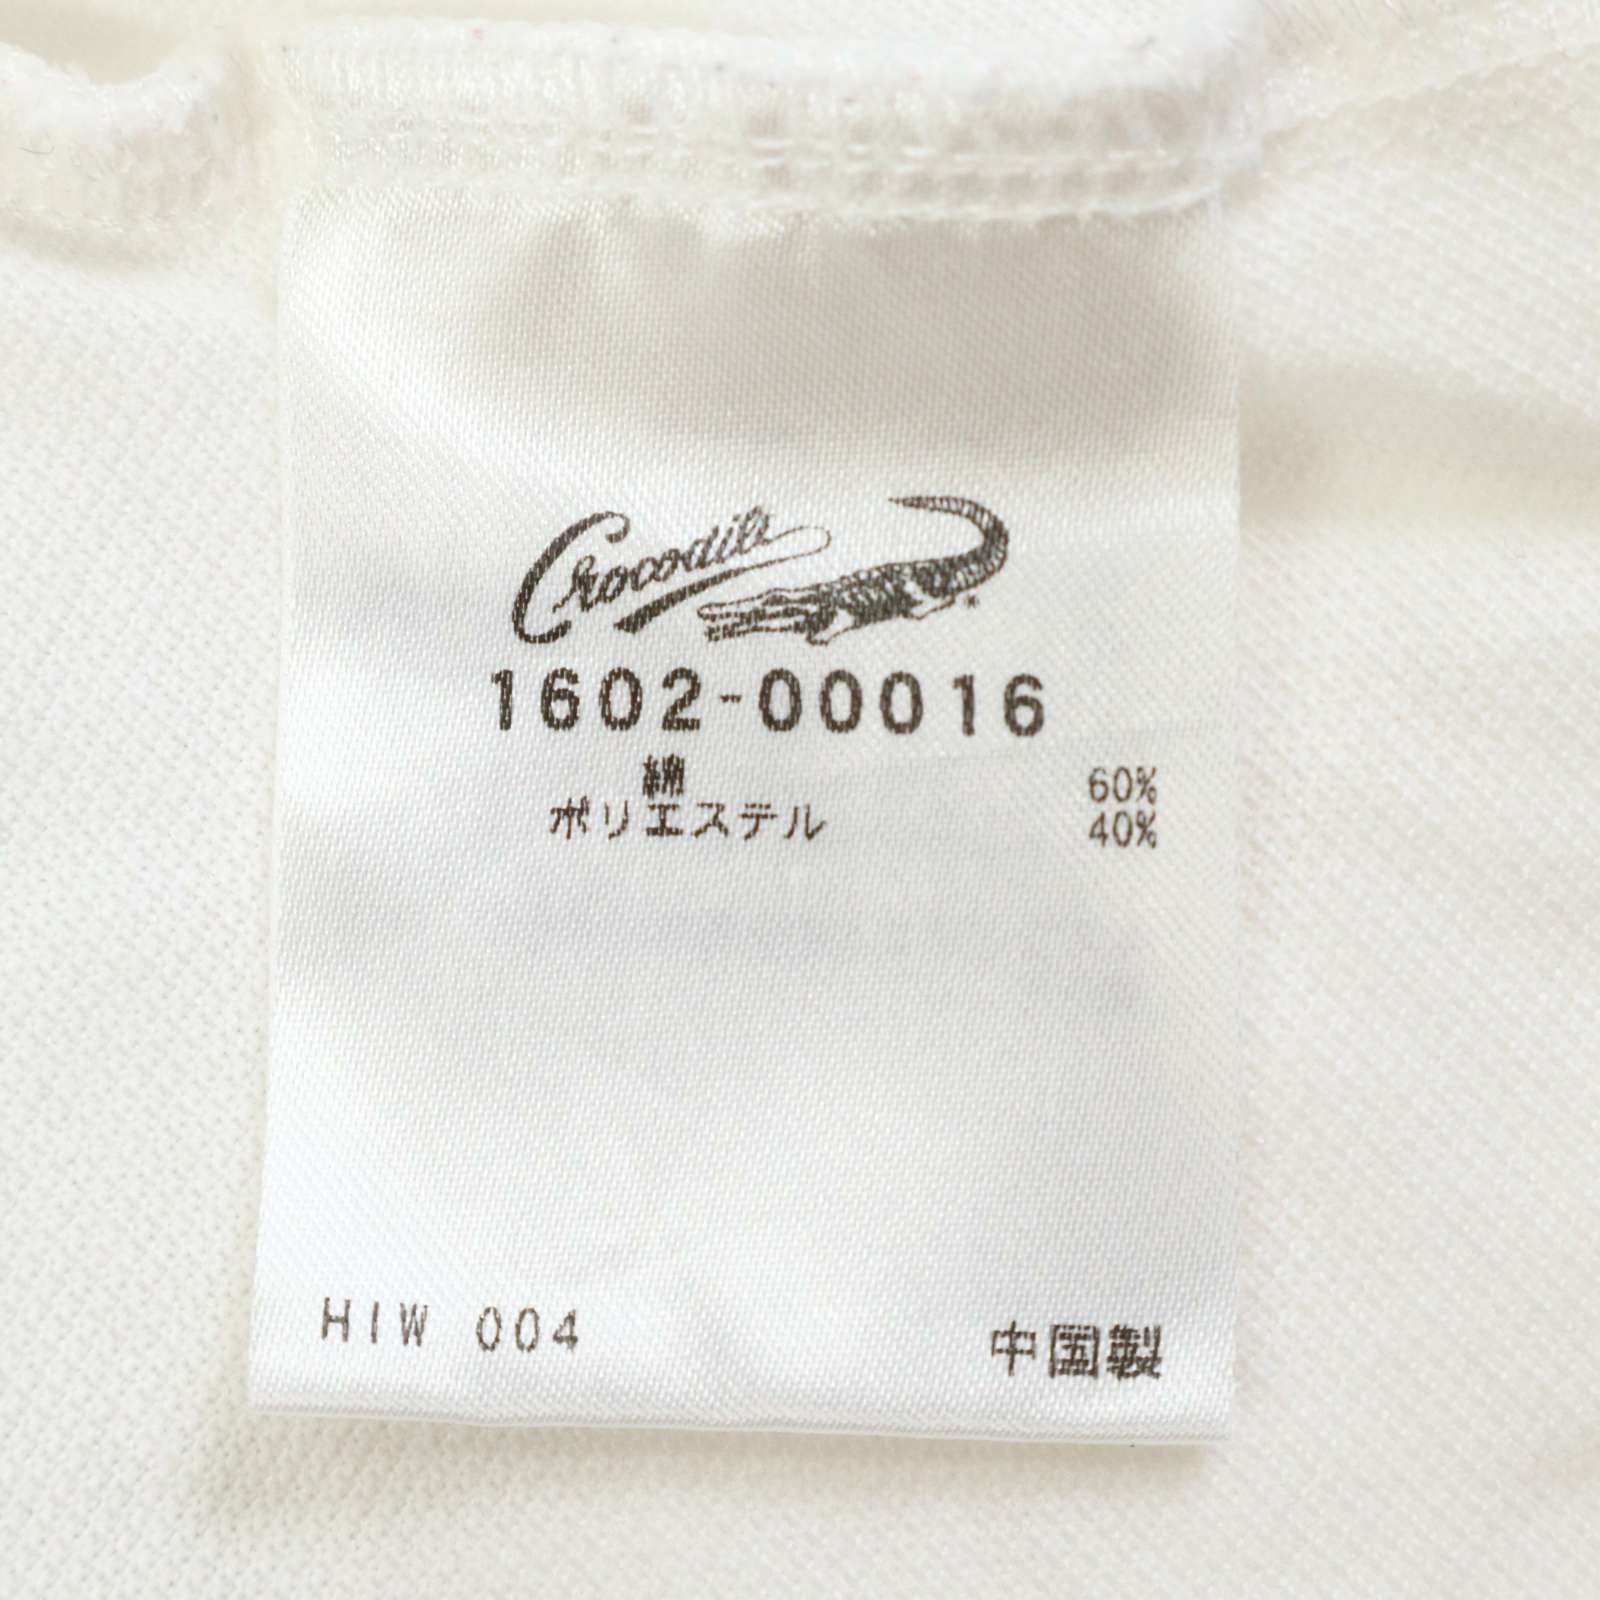 Crocodile
1602-00016
綿 60%
ポリエステル 40%
HIW 004 中国製